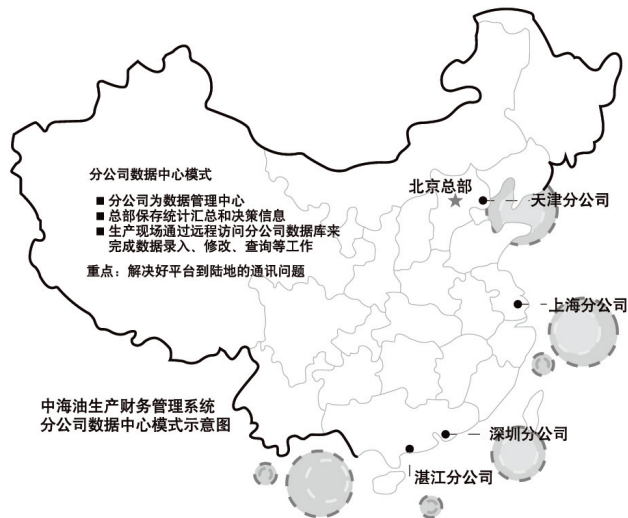 分公司数据中心模式
■ 分公司为数据管理中心
■ 总部保存统计汇总和决策信息
■ 生产现场通过远程访问分公司数据库来
完成数据录入、修改、查询等工作
重点：解决好平台到陆地的通讯问题
北京总部
天津分公司
上海分公司
深圳分公司
湛江分公司
中海油生产财务管理系统
分公司数据中心模式示意图